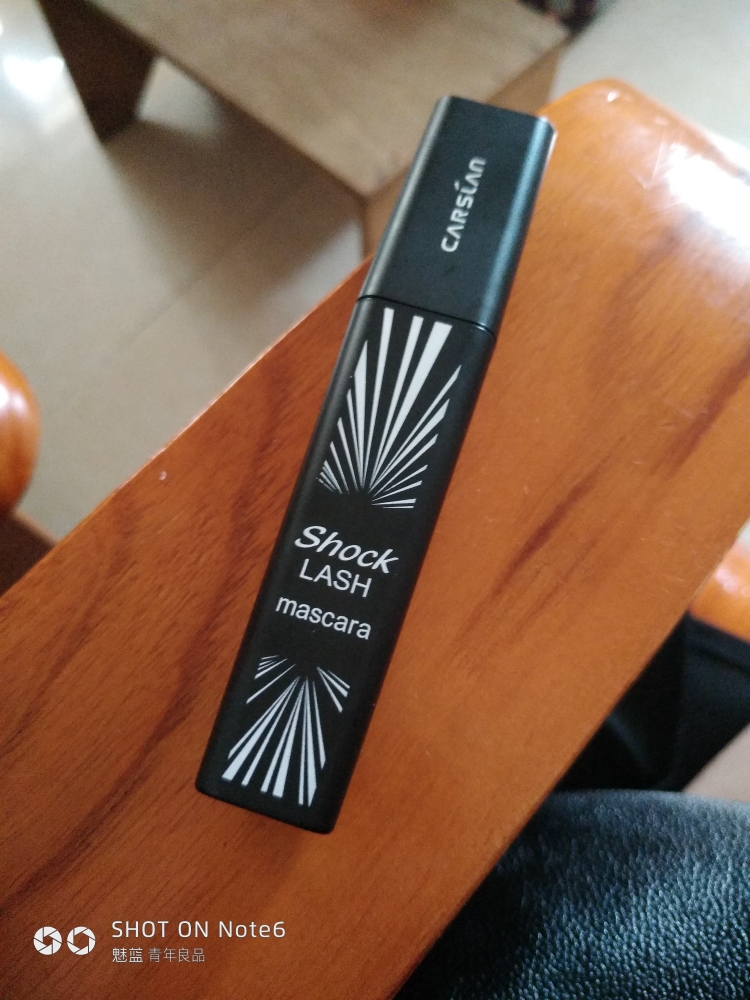 CARSLAN
Shock
LASH
mascara
SHOT ON Note6
魅蓝 青年良品